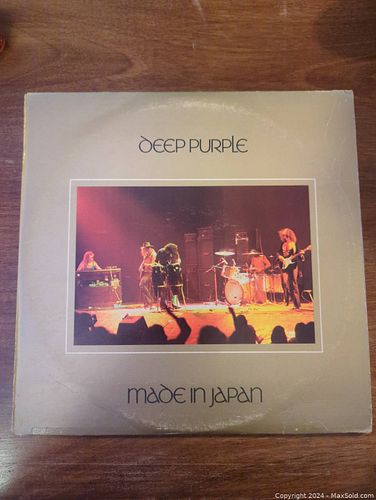 DEEP PURPLE
MADE IN JAPAN
Copyright 2024 - MaxSold.com